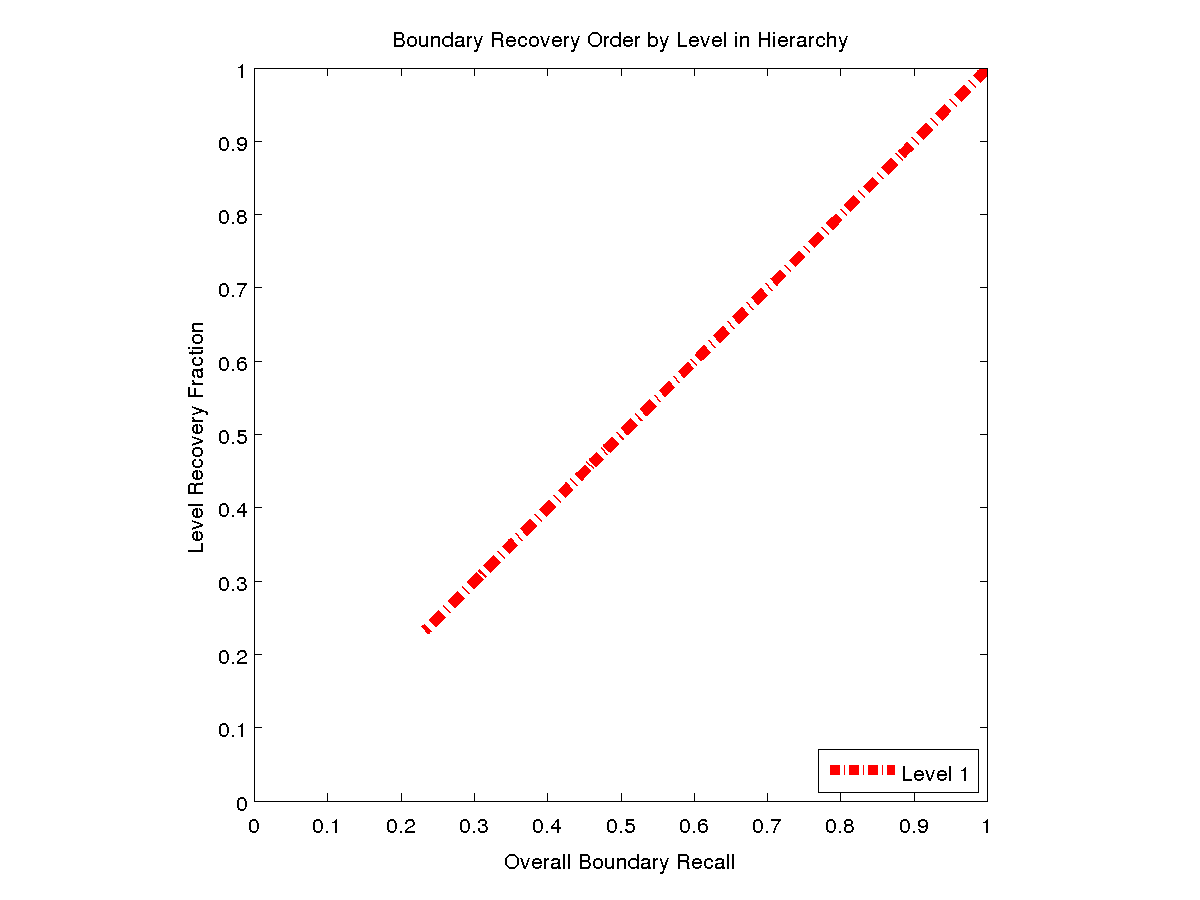 Boundary Recovery Order by Level in Hierarchy
1
0.9
0.8
0.7
0.6
0.5
0.4
0.3
0.2
0.1
0
Level Recovery Fraction
Level 1
0 0.1 0.2 0.3 0.4 0.5 0.6 0.7 0.8 0.9 1
Overall Boundary Recall